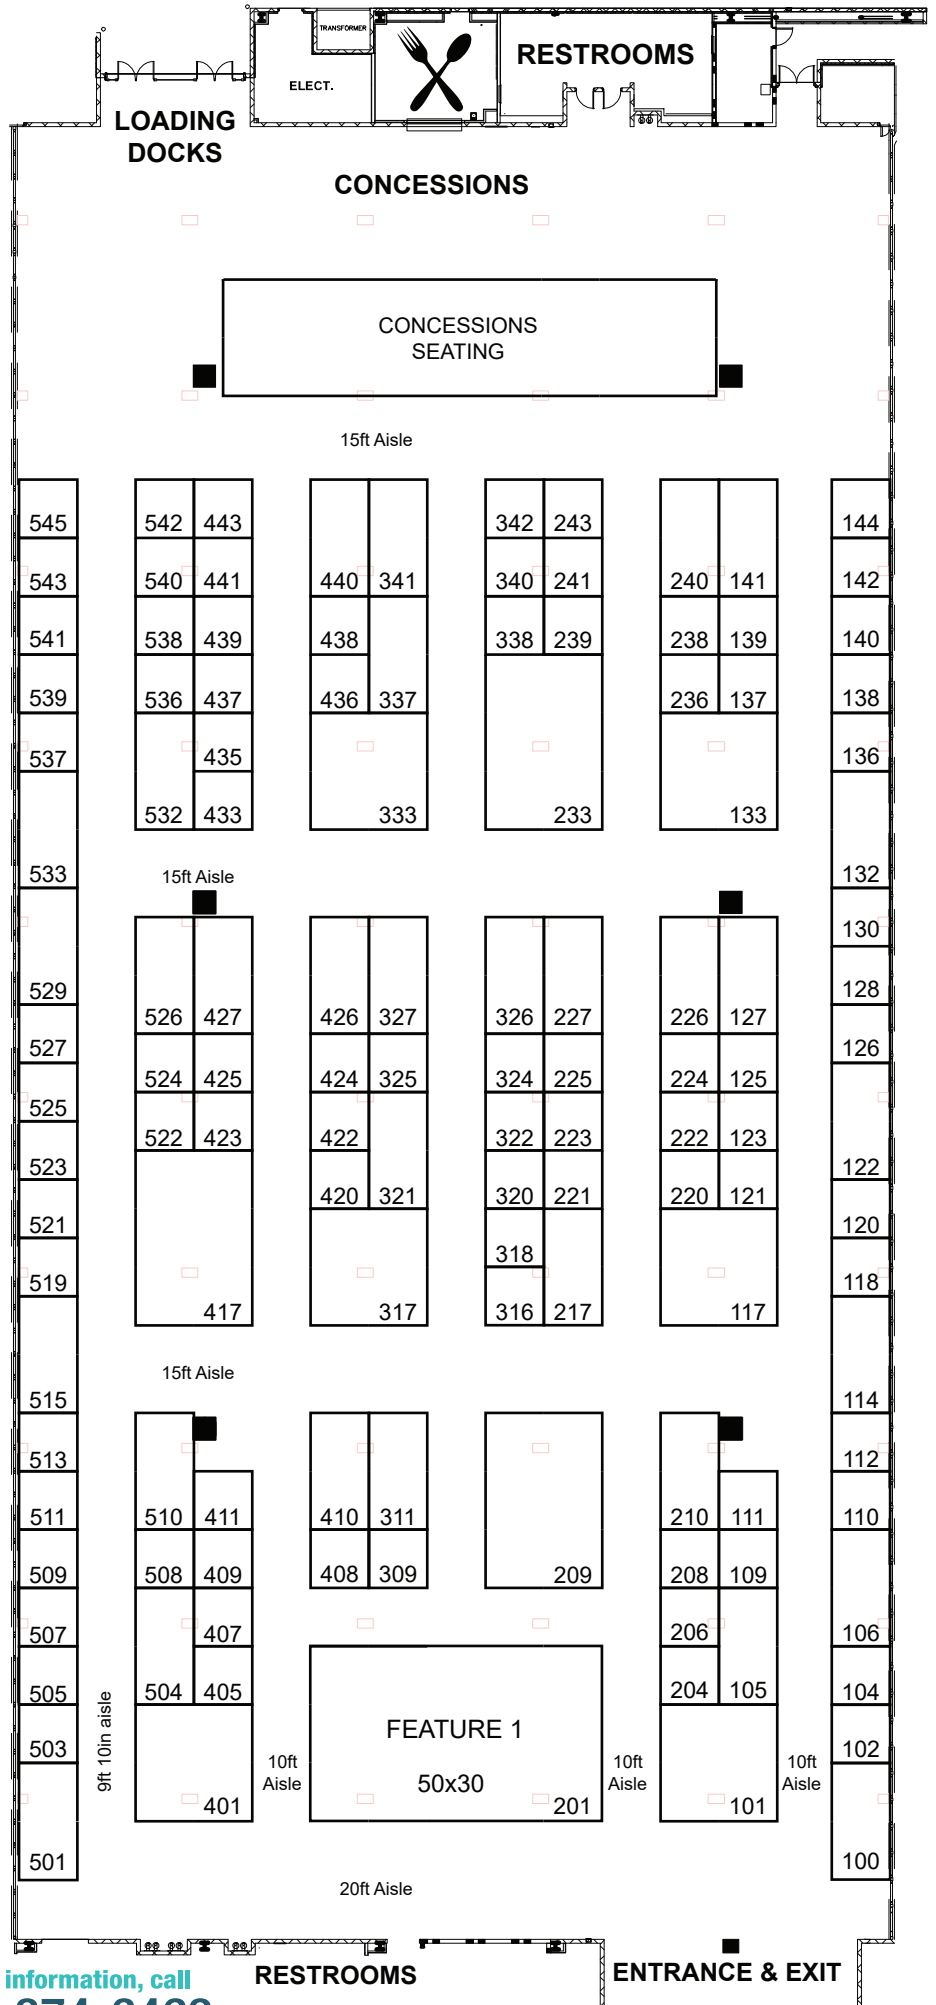 TRANSFORMER
ELECT.
RESTROOMS
LOADING
DOCKS
CONCESSIONS
CONCESSIONS
SEATING
15ft Aisle
545 542 443 342 243 144
543 540 441 440 341 340 241 240 141 142
541 538 439 438 338 239 238 139 140
539 536 437 436 337 236 137 138
537 435 136
532 433 333 233 133
533 132
15ft Aisle
130
529 128
526 427 426 327 326 227 226 127
527 126
524 425 424 325 324 225 224 125
525
522 423 422 322 223 222 123
523 122
420 321 320 221 220 121
521 120
318
519 118
417 317 316 217 117
15ft Aisle
515 114
513 112
511 510 411 410 311 210 111 110
509 508 409 408 309 209 208 109
507 407 206 106
505 504 405 204 105 104
9ft 10in aisle
FEATURE 1
503 102
10ft
Aisle
50x30
10ft
Aisle
10ft
Aisle
401 201 101
501 100
20ft Aisle
information, call
RESTROOMS
ENTRANCE & EXIT